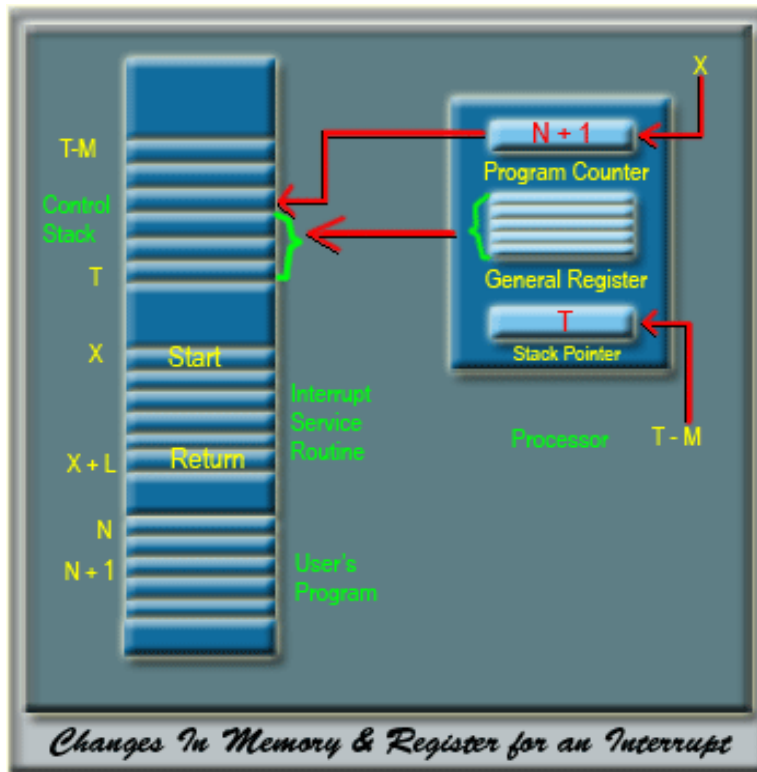 X
T-M
N + 1
Program Counter
Control
Stack
General Register
T
T
Stack Pointer
X
Start
Interrupt
Service
Routine
Processor
T - M
X + L
Return
N
N + 1
User's
Program
Changes In Memory & Register for an Interrupt